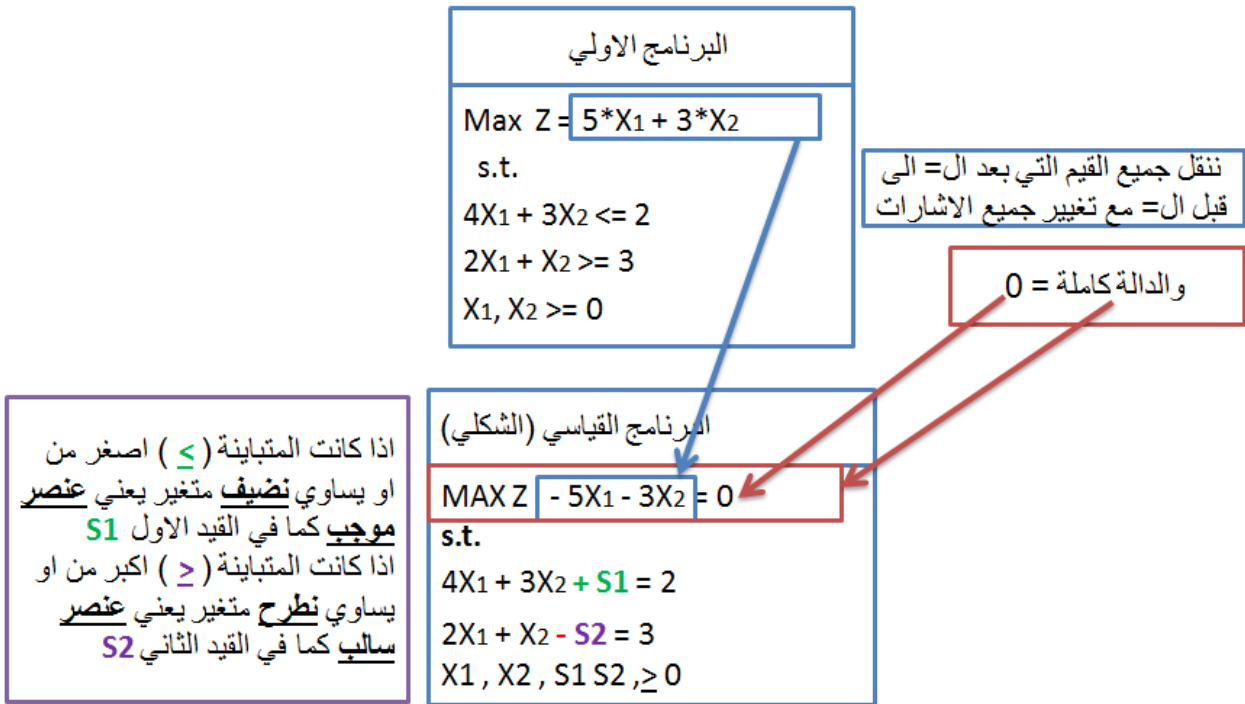 البرنامج الاولي
Max Z = 5*X1 + 3*X2
s.t.
4X1 + 3X2 <= 2
2X1 + X2 >= 3
X1, X2 >= 0
ننقل جميع القيم التي بعد ال= الى
قبل ال= مع تغيير جميع الاشارات
والدالة كاملة = 0
البرنامج القياسي (الشكلي)
MAX Z - 5X1 - 3X2 = 0
s.t.
4X1 + 3X2 + S1 = 2
2X1 + X2 - S2 = 3
X1 , X2 , S1 S2 ,≥ 0
اذا كانت المتباينة ( ≥ ) اصغر من
او يساوي نضيف متغير يعني عنصر
موجب كما في القيد الاول S1
اذا كانت المتباينة ( ≤ ) اكبر من او
يساوي نطرح متغير يعني عنصر
سالب كما في القيد الثاني S2